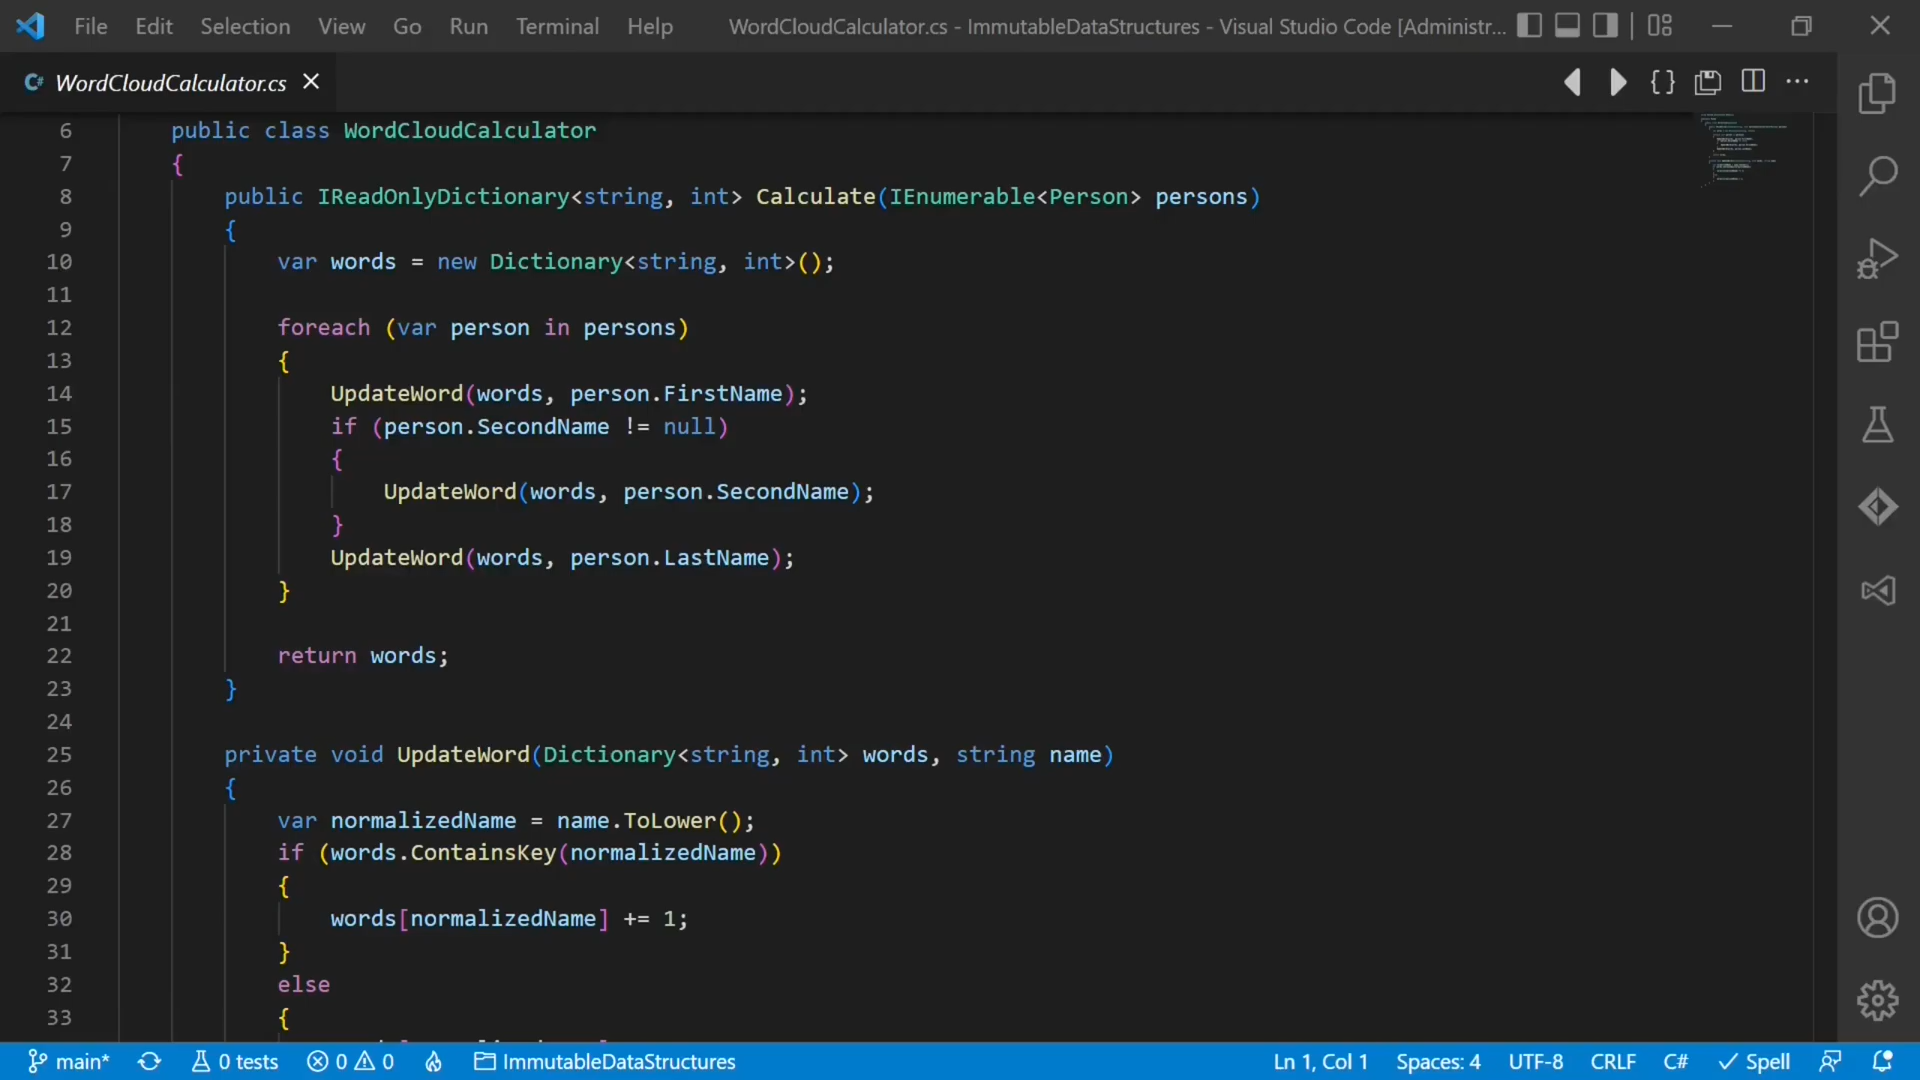 File Edit Selection View Go Run Terminal Help WordCloudCalculator.cs - ImmutableDataStructures - Visual Studio Code [Administr...
C# WordCloudCalculator.cs
6 public class WordCloudCalculator
7 {
8 public IReadOnlyDictionary<string, int> Calculate(IEnumerable<Person> persons)
9 {
10 var words = new Dictionary<string, int>();
11
12 foreach (var person in persons)
13 {
14 UpdateWord(words, person.FirstName);
15 if (person.SecondName != null)
16 {
17 UpdateWord(words, person.SecondName);
18 }
19 UpdateWord(words, person.LastName);
20 }
21
22 return words;
23 }
24
25 private void UpdateWord(Dictionary<string, int> words, string name)
26 {
27 var normalizedName = name.ToLower();
28 if (words.ContainsKey(normalizedName))
29 {
30 words[normalizedName] += 1;
31 }
32 else
33 {
main* 0 tests 0 0 ImmutableDataStructures Ln 1, Col 1 Spaces: 4 UTF-8 CRLF C# Spell